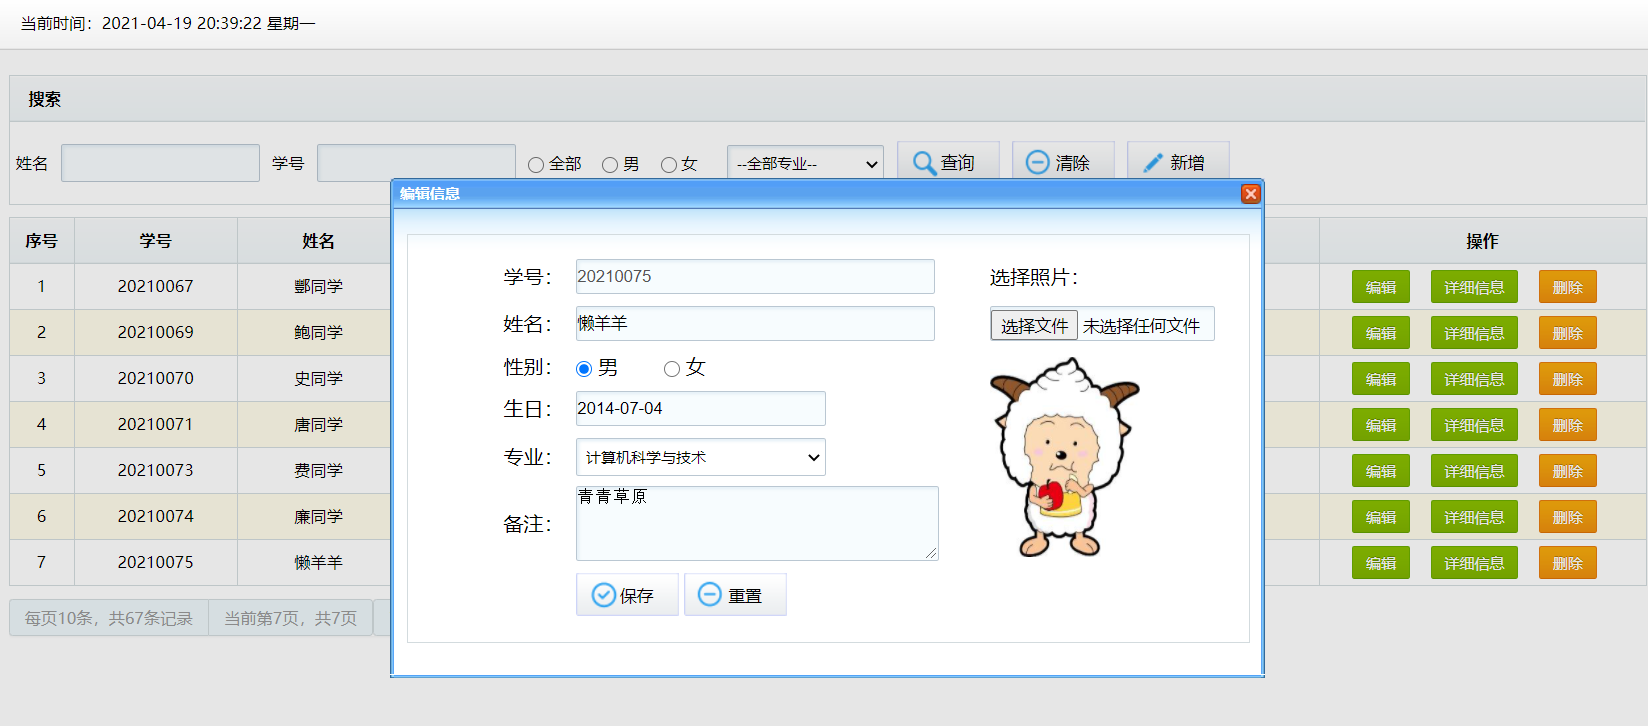 当前时间：2021-04-19 20:39:22 星期一
搜索
姓名 学号 全部 男 女 --全部专业-- 查询 清除 新增
编辑信息
序号 学号 姓名 操作
1 20210067 酆同学 编辑 详细信息 删除
2 20210069 鲍同学 编辑 详细信息 删除
3 20210070 史同学 编辑 详细信息 删除
4 20210071 唐同学 编辑 详细信息 删除
5 20210073 费同学 编辑 详细信息 删除
6 20210074 廉同学 编辑 详细信息 删除
7 20210075 懒羊羊 编辑 详细信息 删除
每页10条，共67条记录 当前第7页，共7页
学号： 20210075
姓名： 懒羊羊
性别： 男 女
生日： 2014-07-04
专业： 计算机科学与技术
备注： 青青草原
保存 重置
选择照片：
选择文件 未选择任何文件